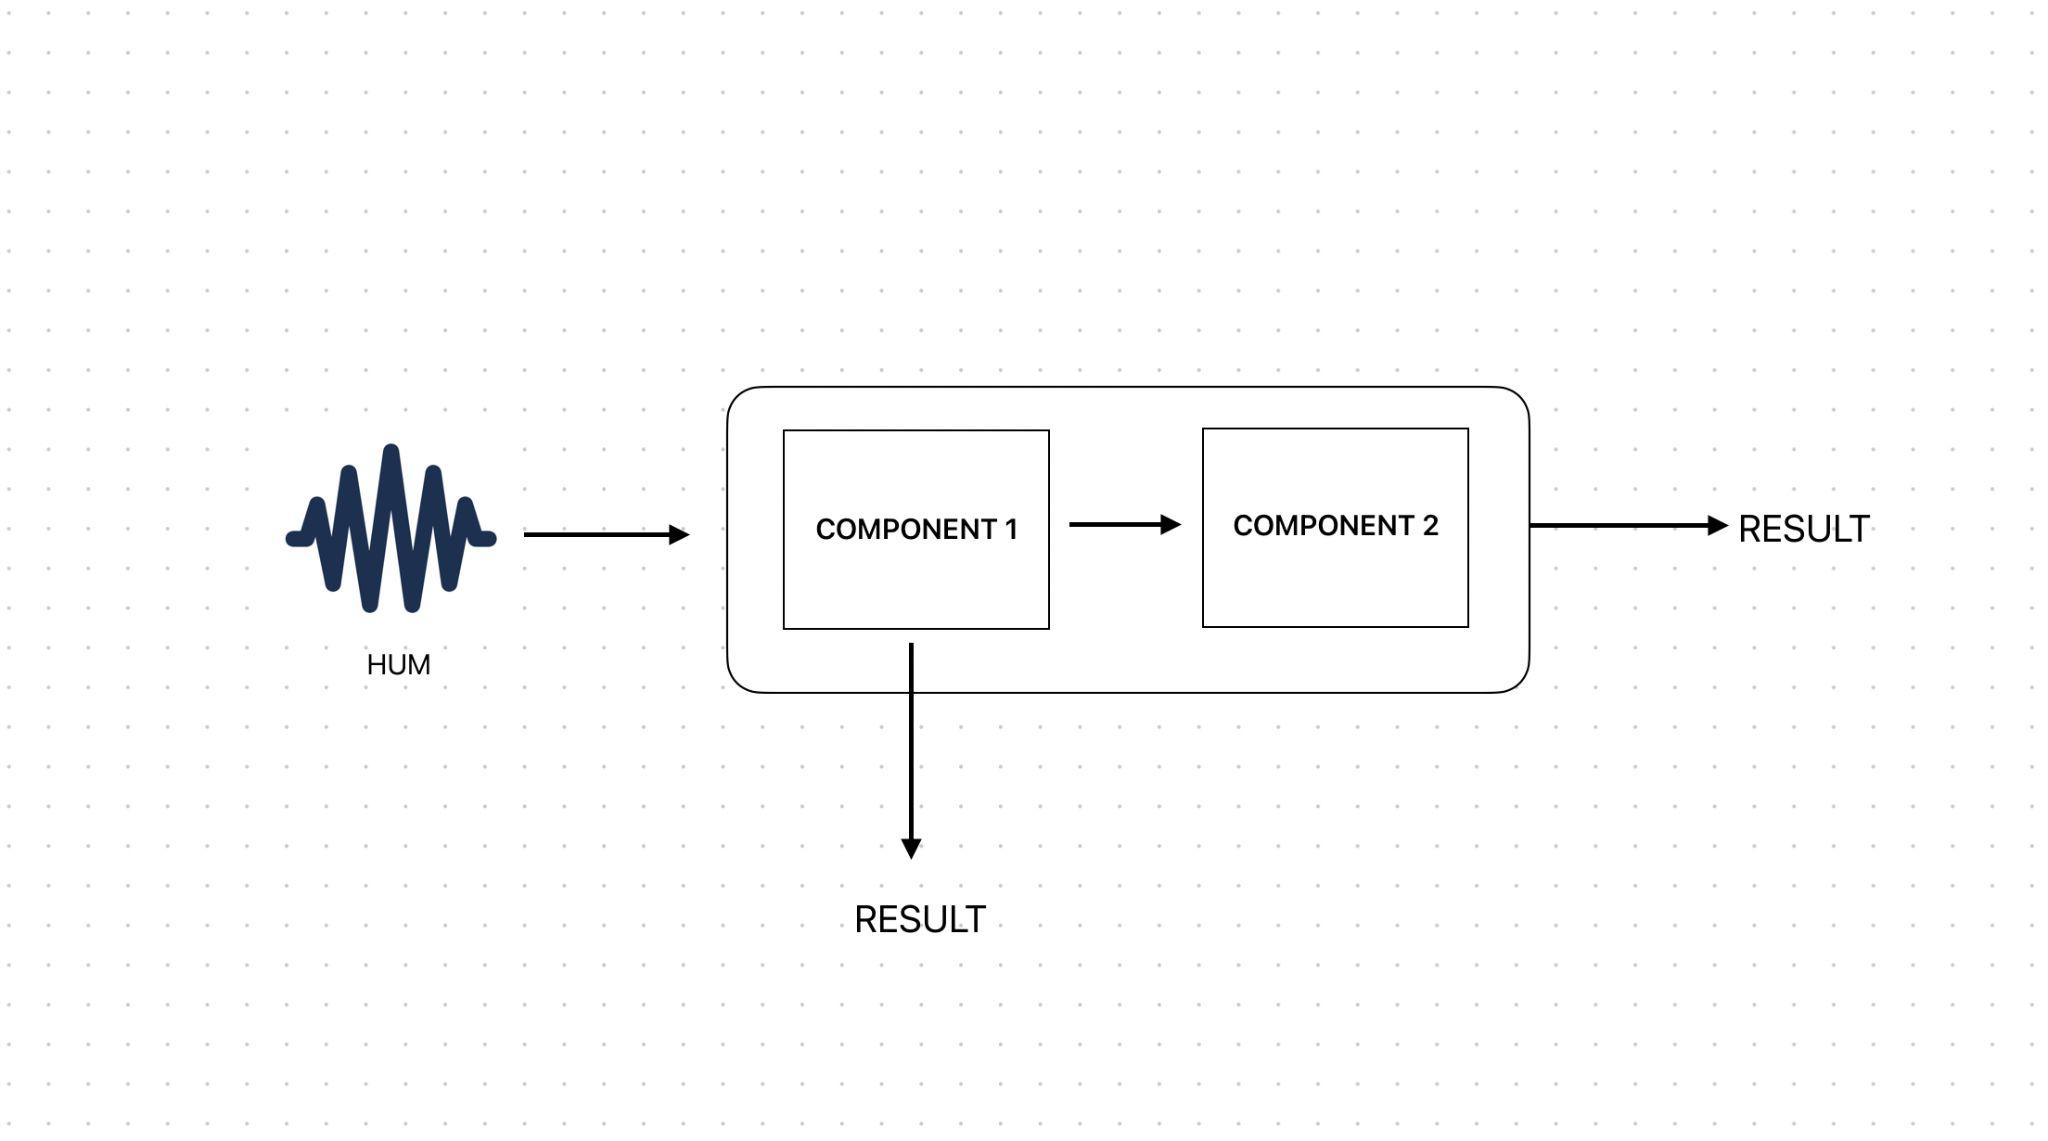 HUM
COMPONENT 1
COMPONENT 2
RESULT
RESULT